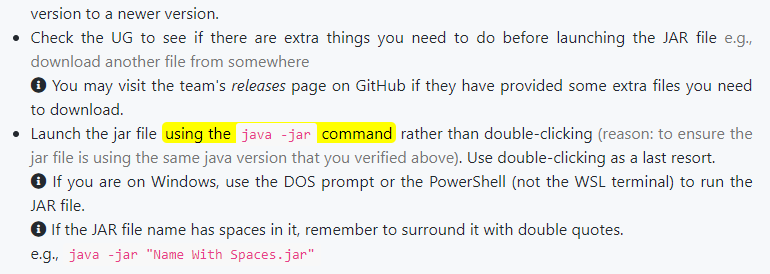 version to a newer version.
Check the UG to see if there are extra things you need to do before launching the JAR file e.g.,
download another file from somewhere
You may visit the team's releases page on GitHub if they have provided some extra files you need
to download.
Launch the jar file using the java -jar command rather than double-clicking (reason: to ensure the
jar file is using the same java version that you verified above). Use double-clicking as a last resort.
If you are on Windows, use the DOS prompt or the PowerShell (not the WSL terminal) to run the
JAR file.
If the JAR file name has spaces in it, remember to surround it with double quotes.
e.g., java -jar "Name With Spaces.jar"